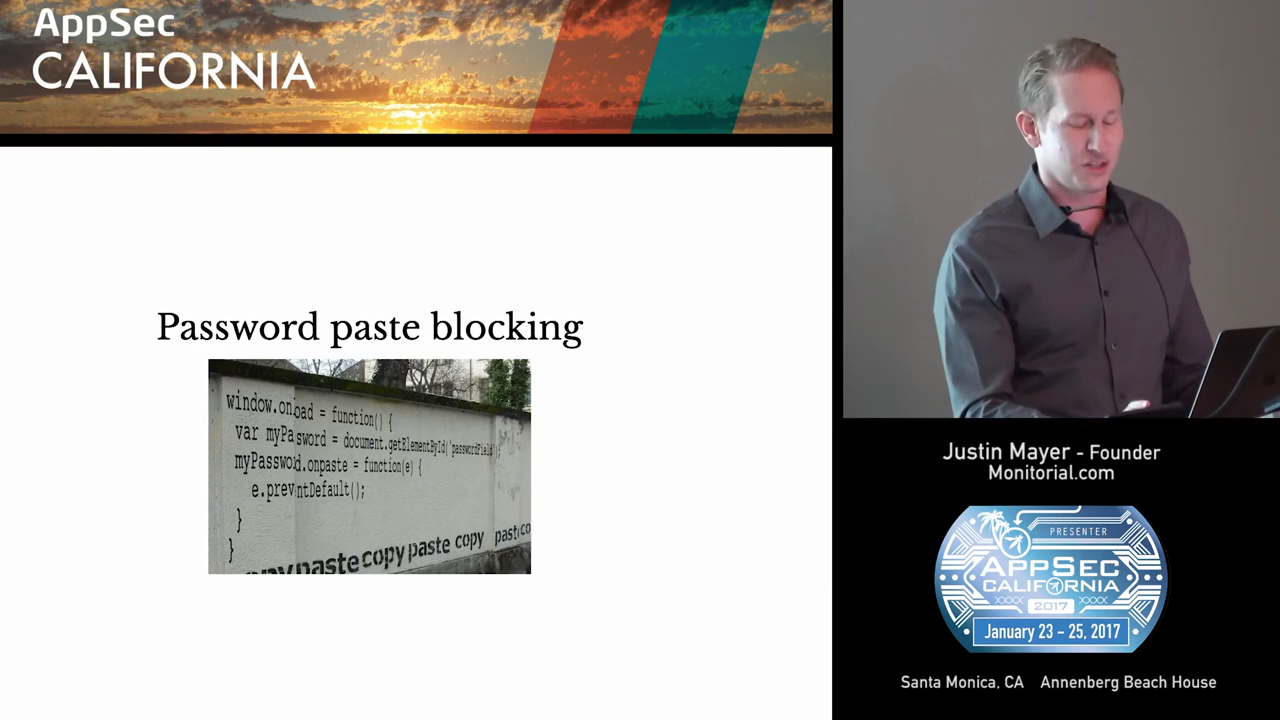 AppSec
CALIFORNIA
Password paste blocking
window.onload = function() {
var myPassword = document.getElementById('passwordField');
myPassword.onpaste = function(e) {
e.preventDefault();
}
}
paste copy paste copy paste co
Justin Mayer - Founder
Monitorial.com
PRESENTER
APPSEC
CALIFORNIA
2017
January 23 - 25, 2017
Santa Monica, CA Annenberg Beach House